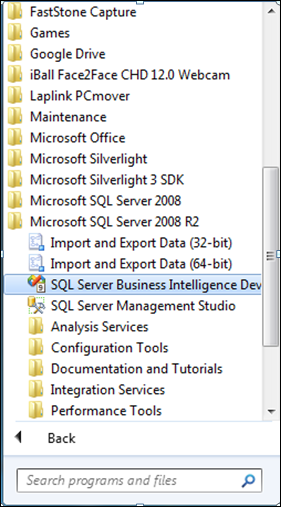 FastStone Capture
Games
Google Drive
iBall Face2Face CHD 12.0 Webcam
Laplink PCmover
Maintenance
Microsoft Office
Microsoft Silverlight
Microsoft Silverlight 3 SDK
Microsoft SQL Server 2008
Microsoft SQL Server 2008 R2
Import and Export Data (32-bit)
Import and Export Data (64-bit)
SQL Server Business Intelligence Dev
SQL Server Management Studio
Analysis Services
Configuration Tools
Documentation and Tutorials
Integration Services
Performance Tools
Back
Search programs and files